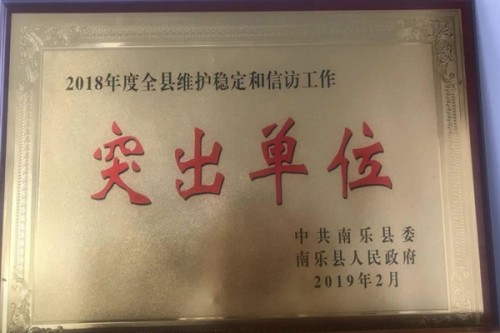 2018年度全县维护稳定和信访工作
突出单位
中共南乐县委
南乐县人民政府
2019年2月